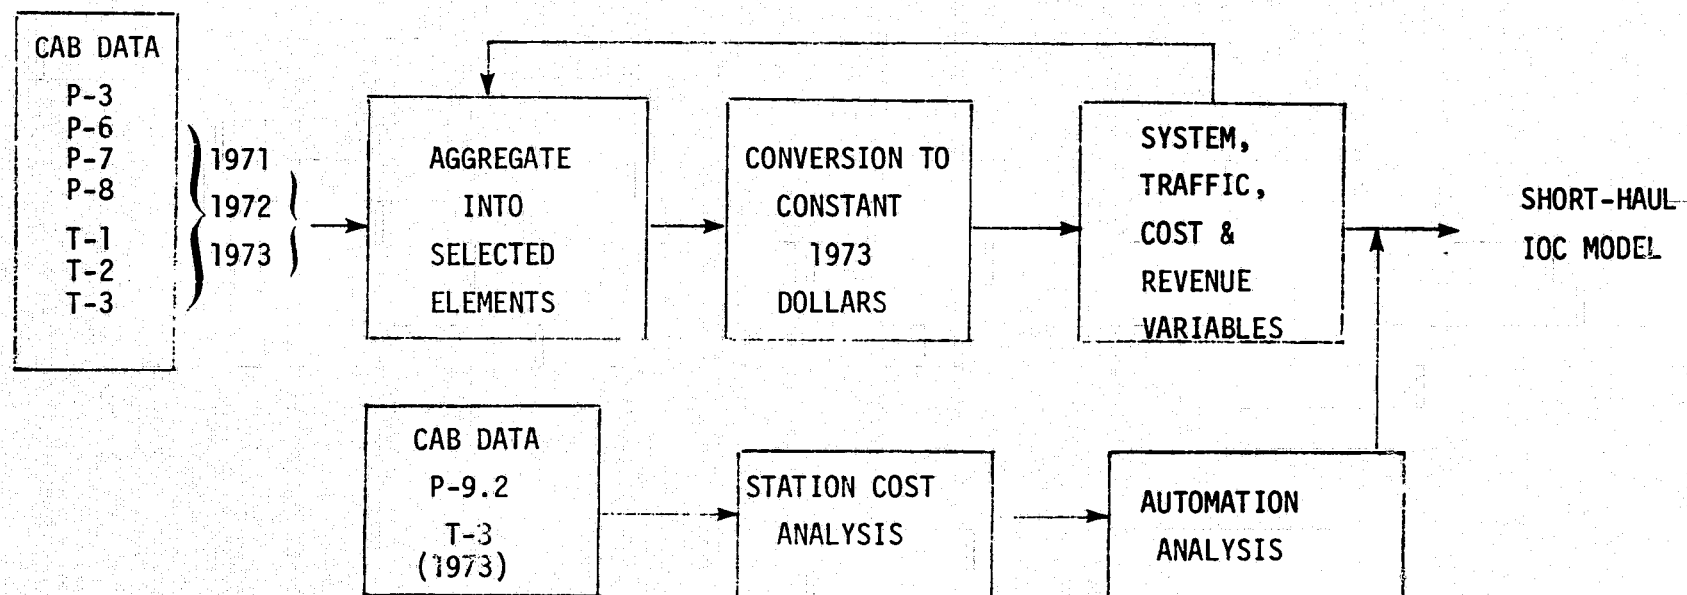 CAB DATA
P-3
P-6
P-7
P-8
T-1
T-2
T-3
1971
1972
1973
AGGREGATE
INTO
SELECTED
ELEMENTS
CONVERSION TO
CONSTANT
1973
DOLLARS
SYSTEM,
TRAFFIC,
COST &
REVENUE
VARIABLES
SHORT-HAUL
IOC MODEL
CAB DATA
P-9.2
T-3
(1973)
STATION COST
ANALYSIS
AUTOMATION
ANALYSIS